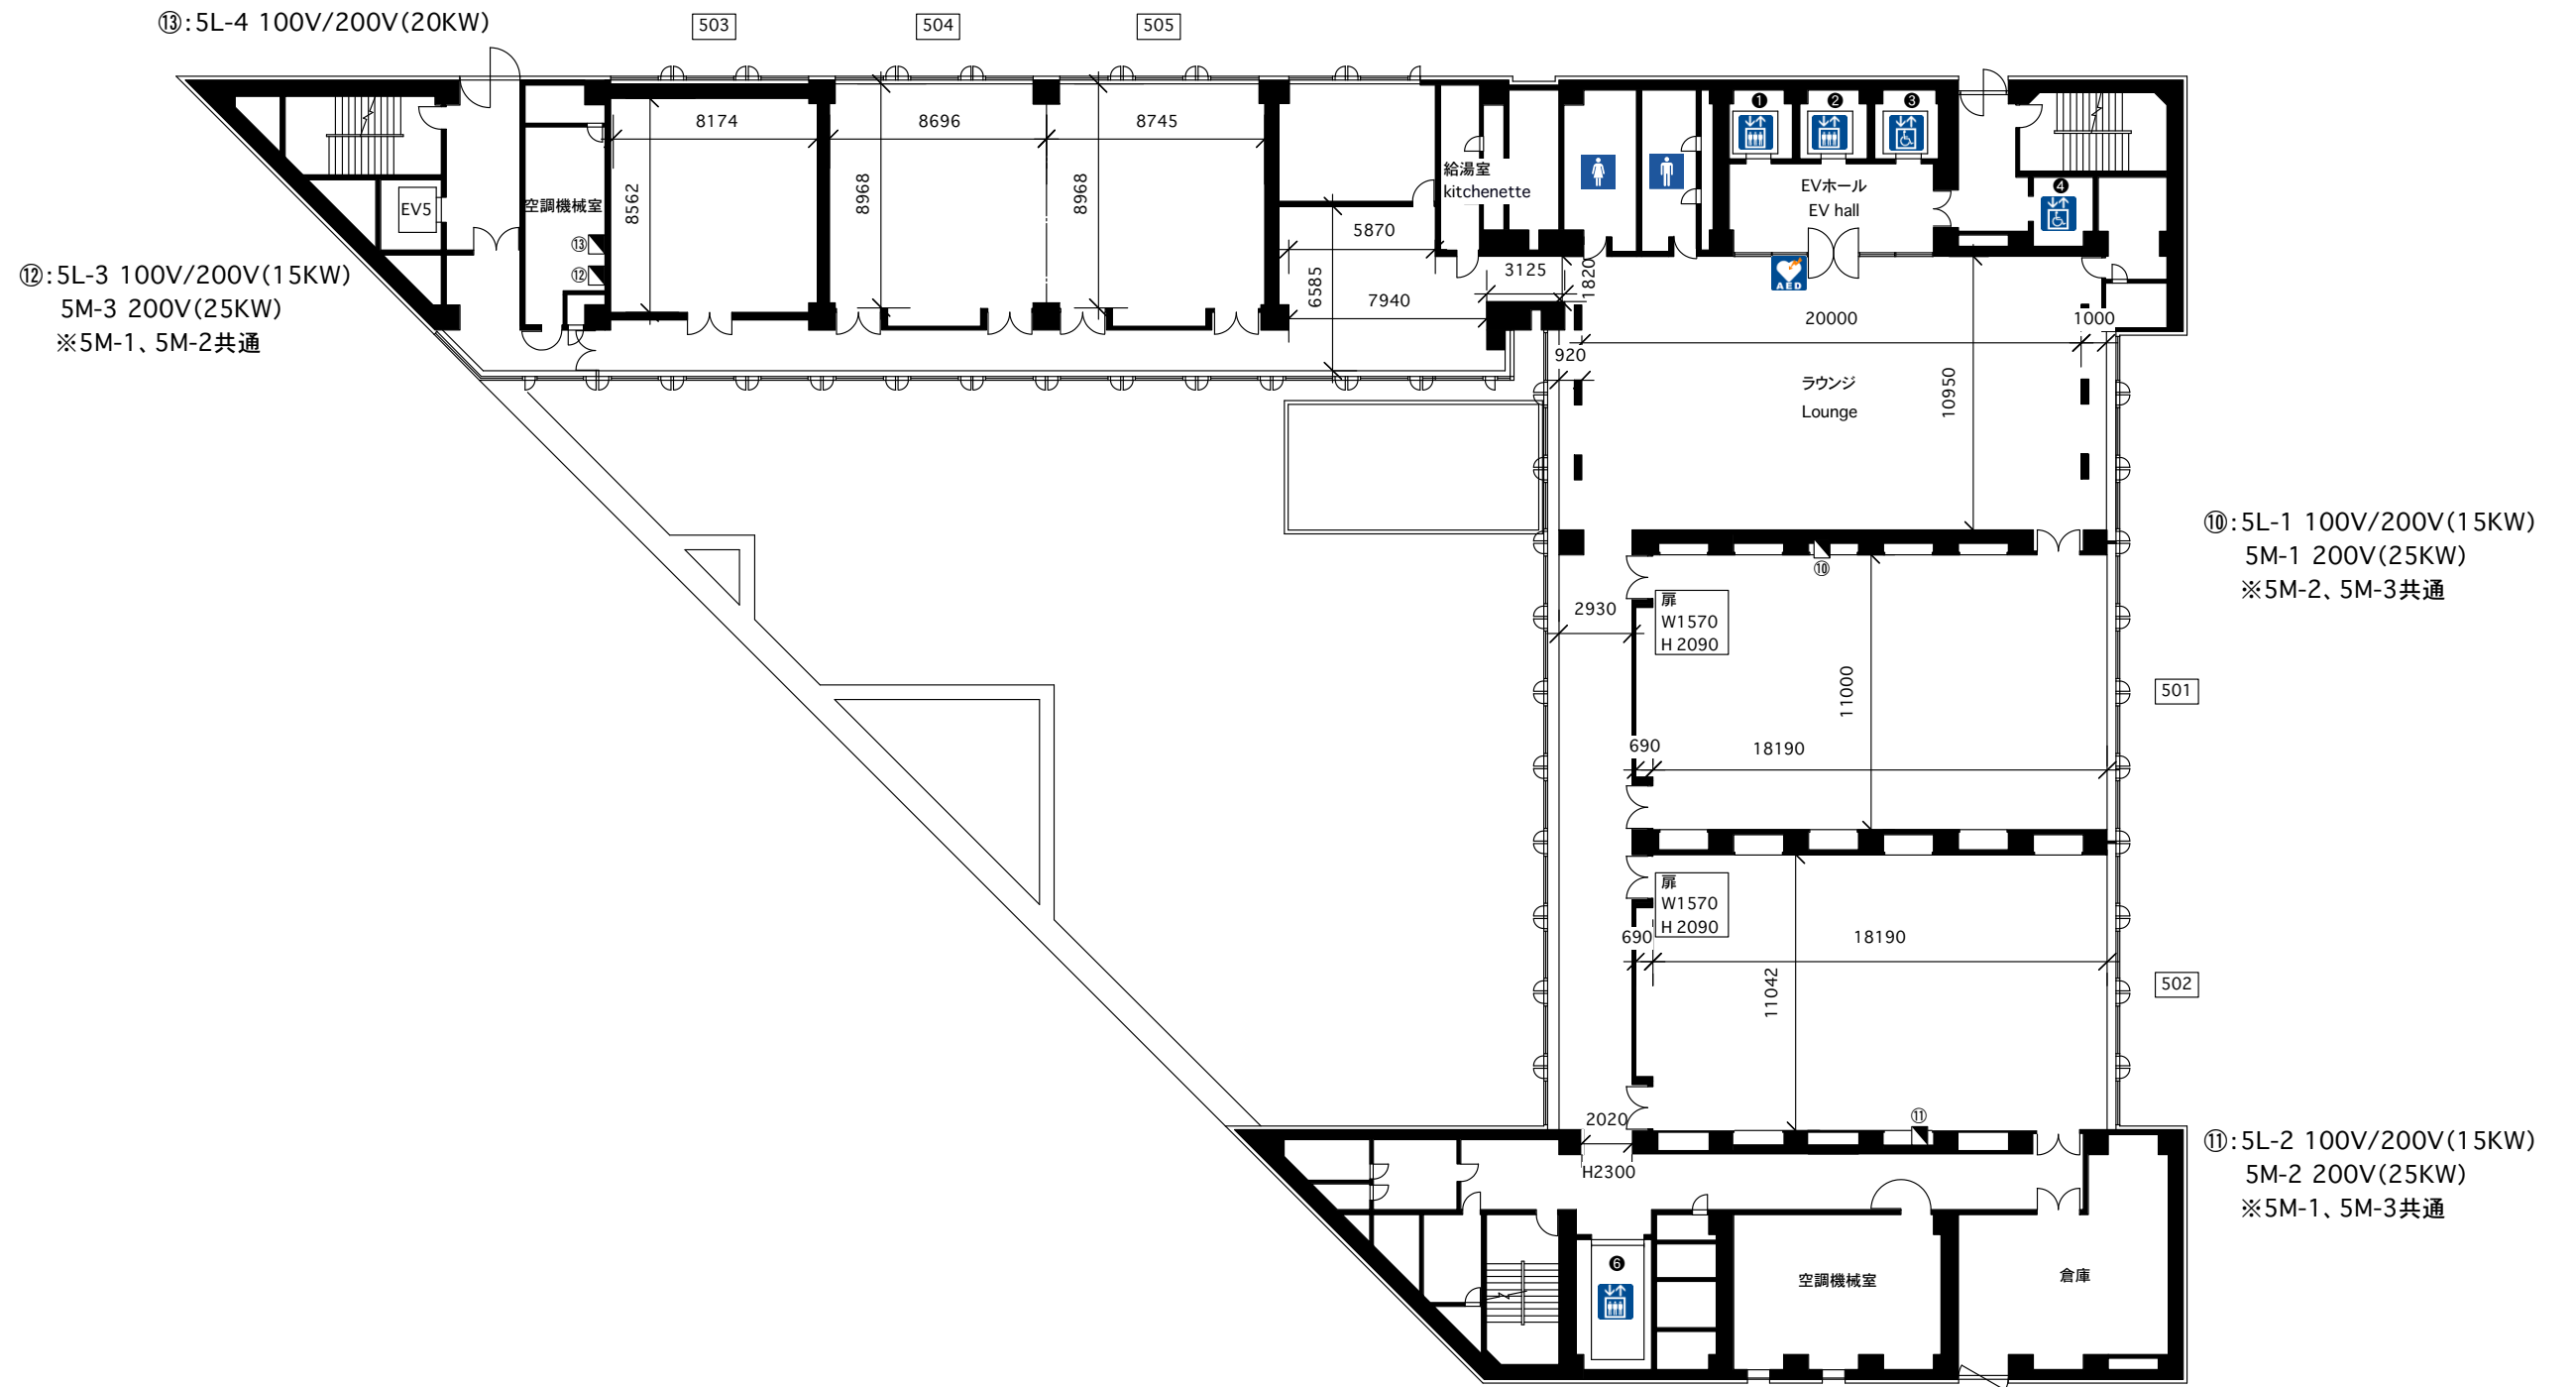 ⑬:5L-4 100V/200V(20KW)
503
504
505
8174
8696
8745
8562
8968
8968
❶
❷
❸
❹
給湯室
kitchenette
EVホール
EV hall
EV5
空調機械室
⑬
⑫
⑫:5L-3 100V/200V(15KW)
5M-3 200V(25KW)
※5M-1、5M-2共通
5870
6585
7940
3125
1820
AED
920
20000
1000
ラウンジ
Lounge
10950
⑩:5L-1 100V/200V(15KW)
5M-1 200V(25KW)
※5M-2、5M-3共通
⑩
2930
扉
W1570
H 2090
11000
690
18190
501
扉
W1570
H 2090
690
18190
11042
502
2020
H2300
⑪
⑪:5L-2 100V/200V(15KW)
5M-2 200V(25KW)
※5M-1、5M-3共通
❻
空調機械室
倉庫